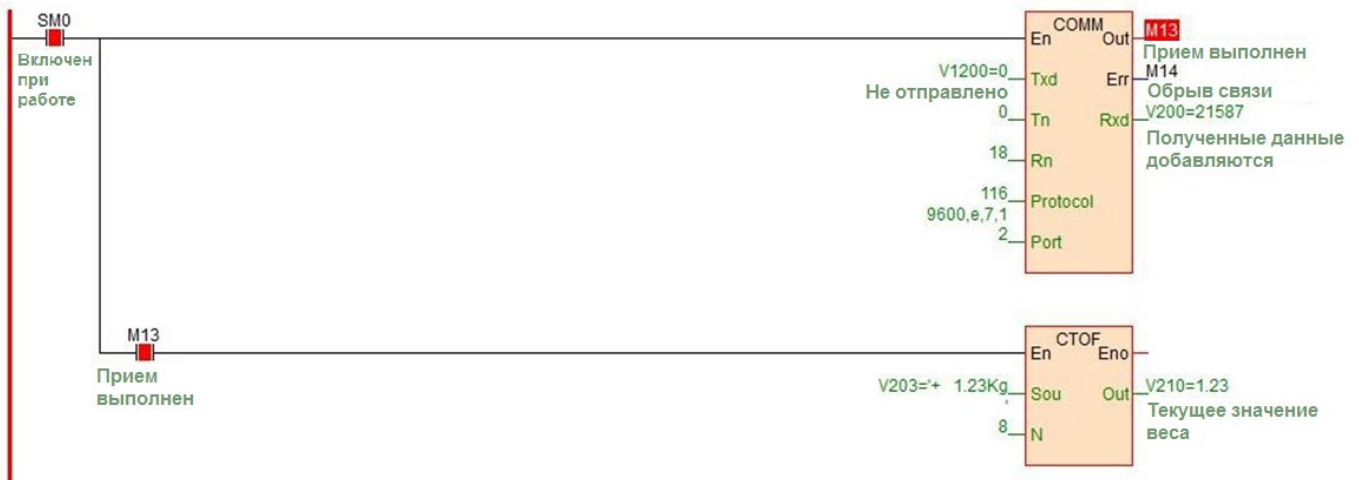 SM0
Включен
при
работе
COMM
En Out
M13
Прием выполнен
V1200=0 Txd Err M14
Не отправлено
Обрыв связи
0 Tn Rxd V200=21587
Полученные данные
добавляются
18 Rn
116 Protocol
9600,e,7,1
2 Port
M13
Прием
выполнен
CTOF
En Eno
V203='+ 1.23Kg
' Sou Out V210=1.23
Текущее значение
веса
8 N